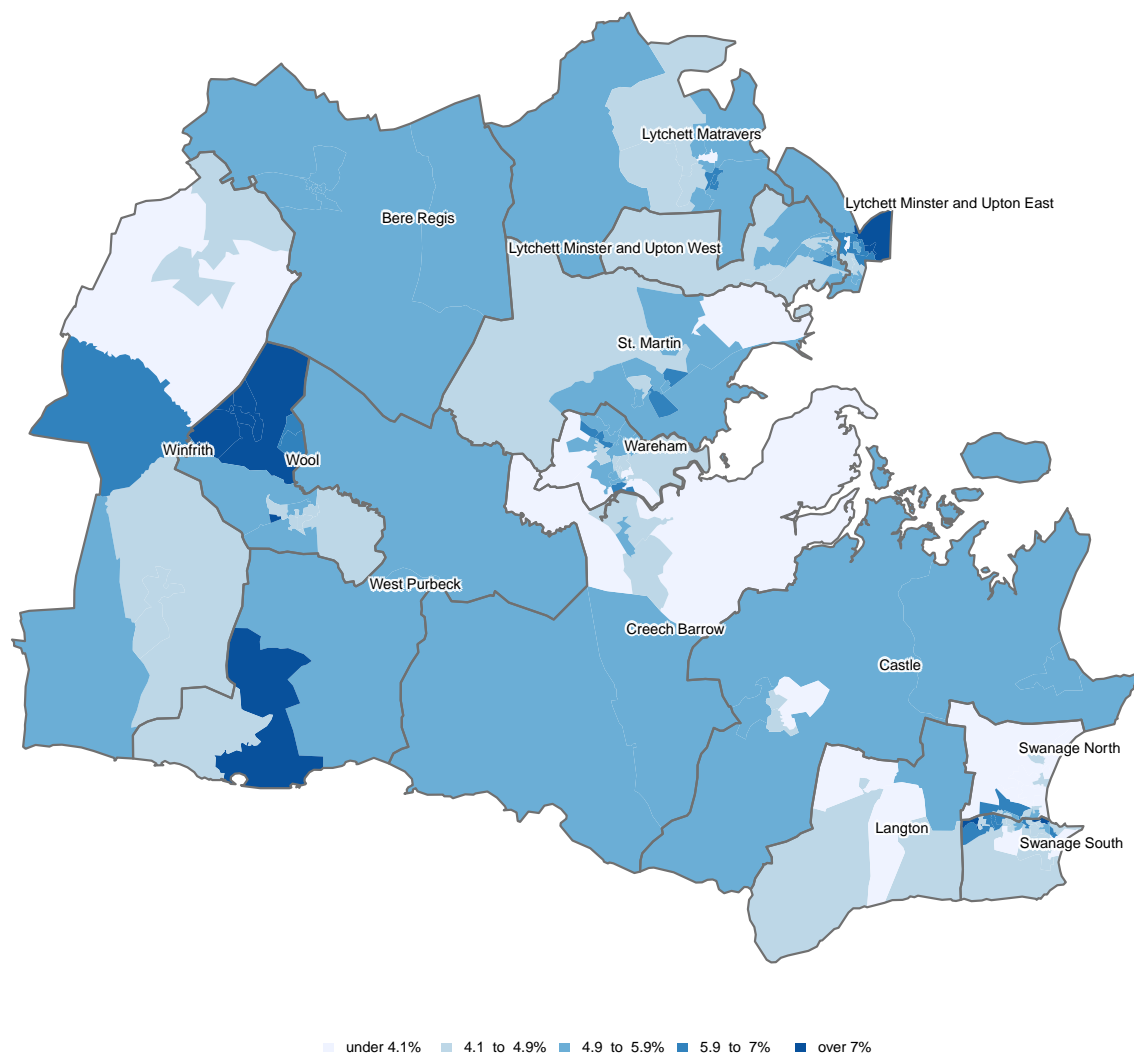 Lytchett Matravers
Lytchett Minster and Upton East
Bere Regis
Lytchett Minster and Upton West
St. Martin
Wareham
Winfrith
Wool
West Purbeck
Creech Barrow
Castle
Swanage North
Langton
Swanage South
under 4.1% 4.1 to 4.9% 4.9 to 5.9% 5.9 to 7% over 7%